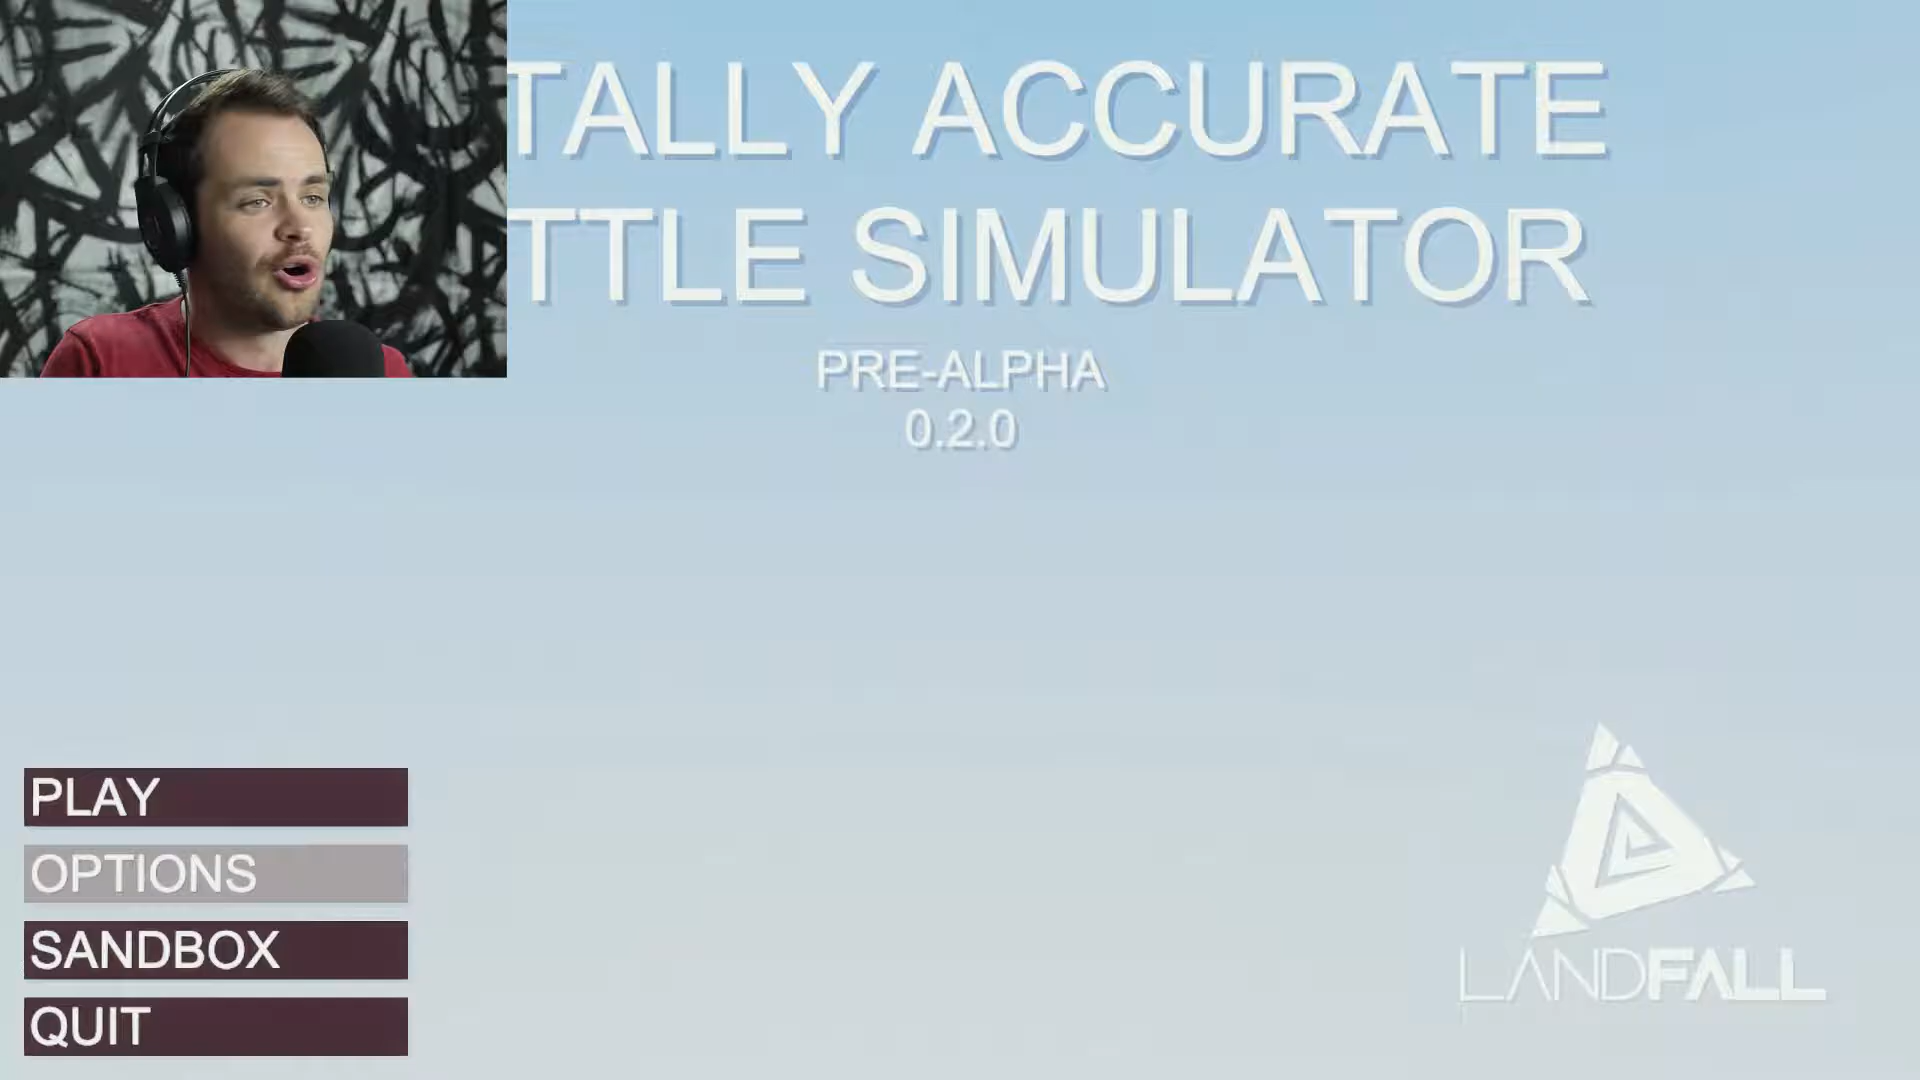 TALLY ACCURATE
TTLE SIMULATOR
PRE-ALPHA
0.2.0
PLAY
OPTIONS
SANDBOX
QUIT
LANDFALL